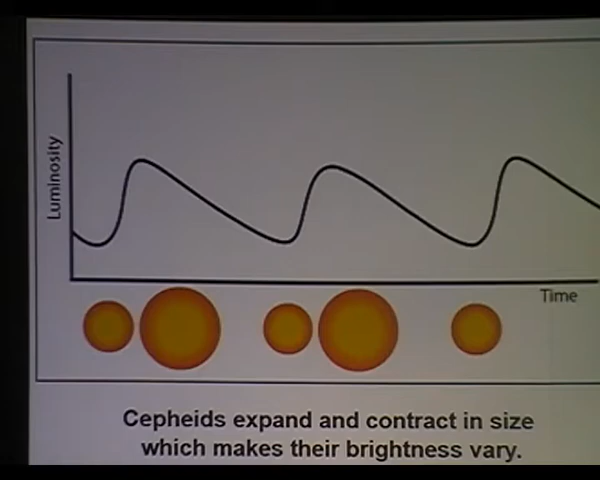 Luminosity
Time
Cepheids expand and contract in size
which makes their brightness vary.